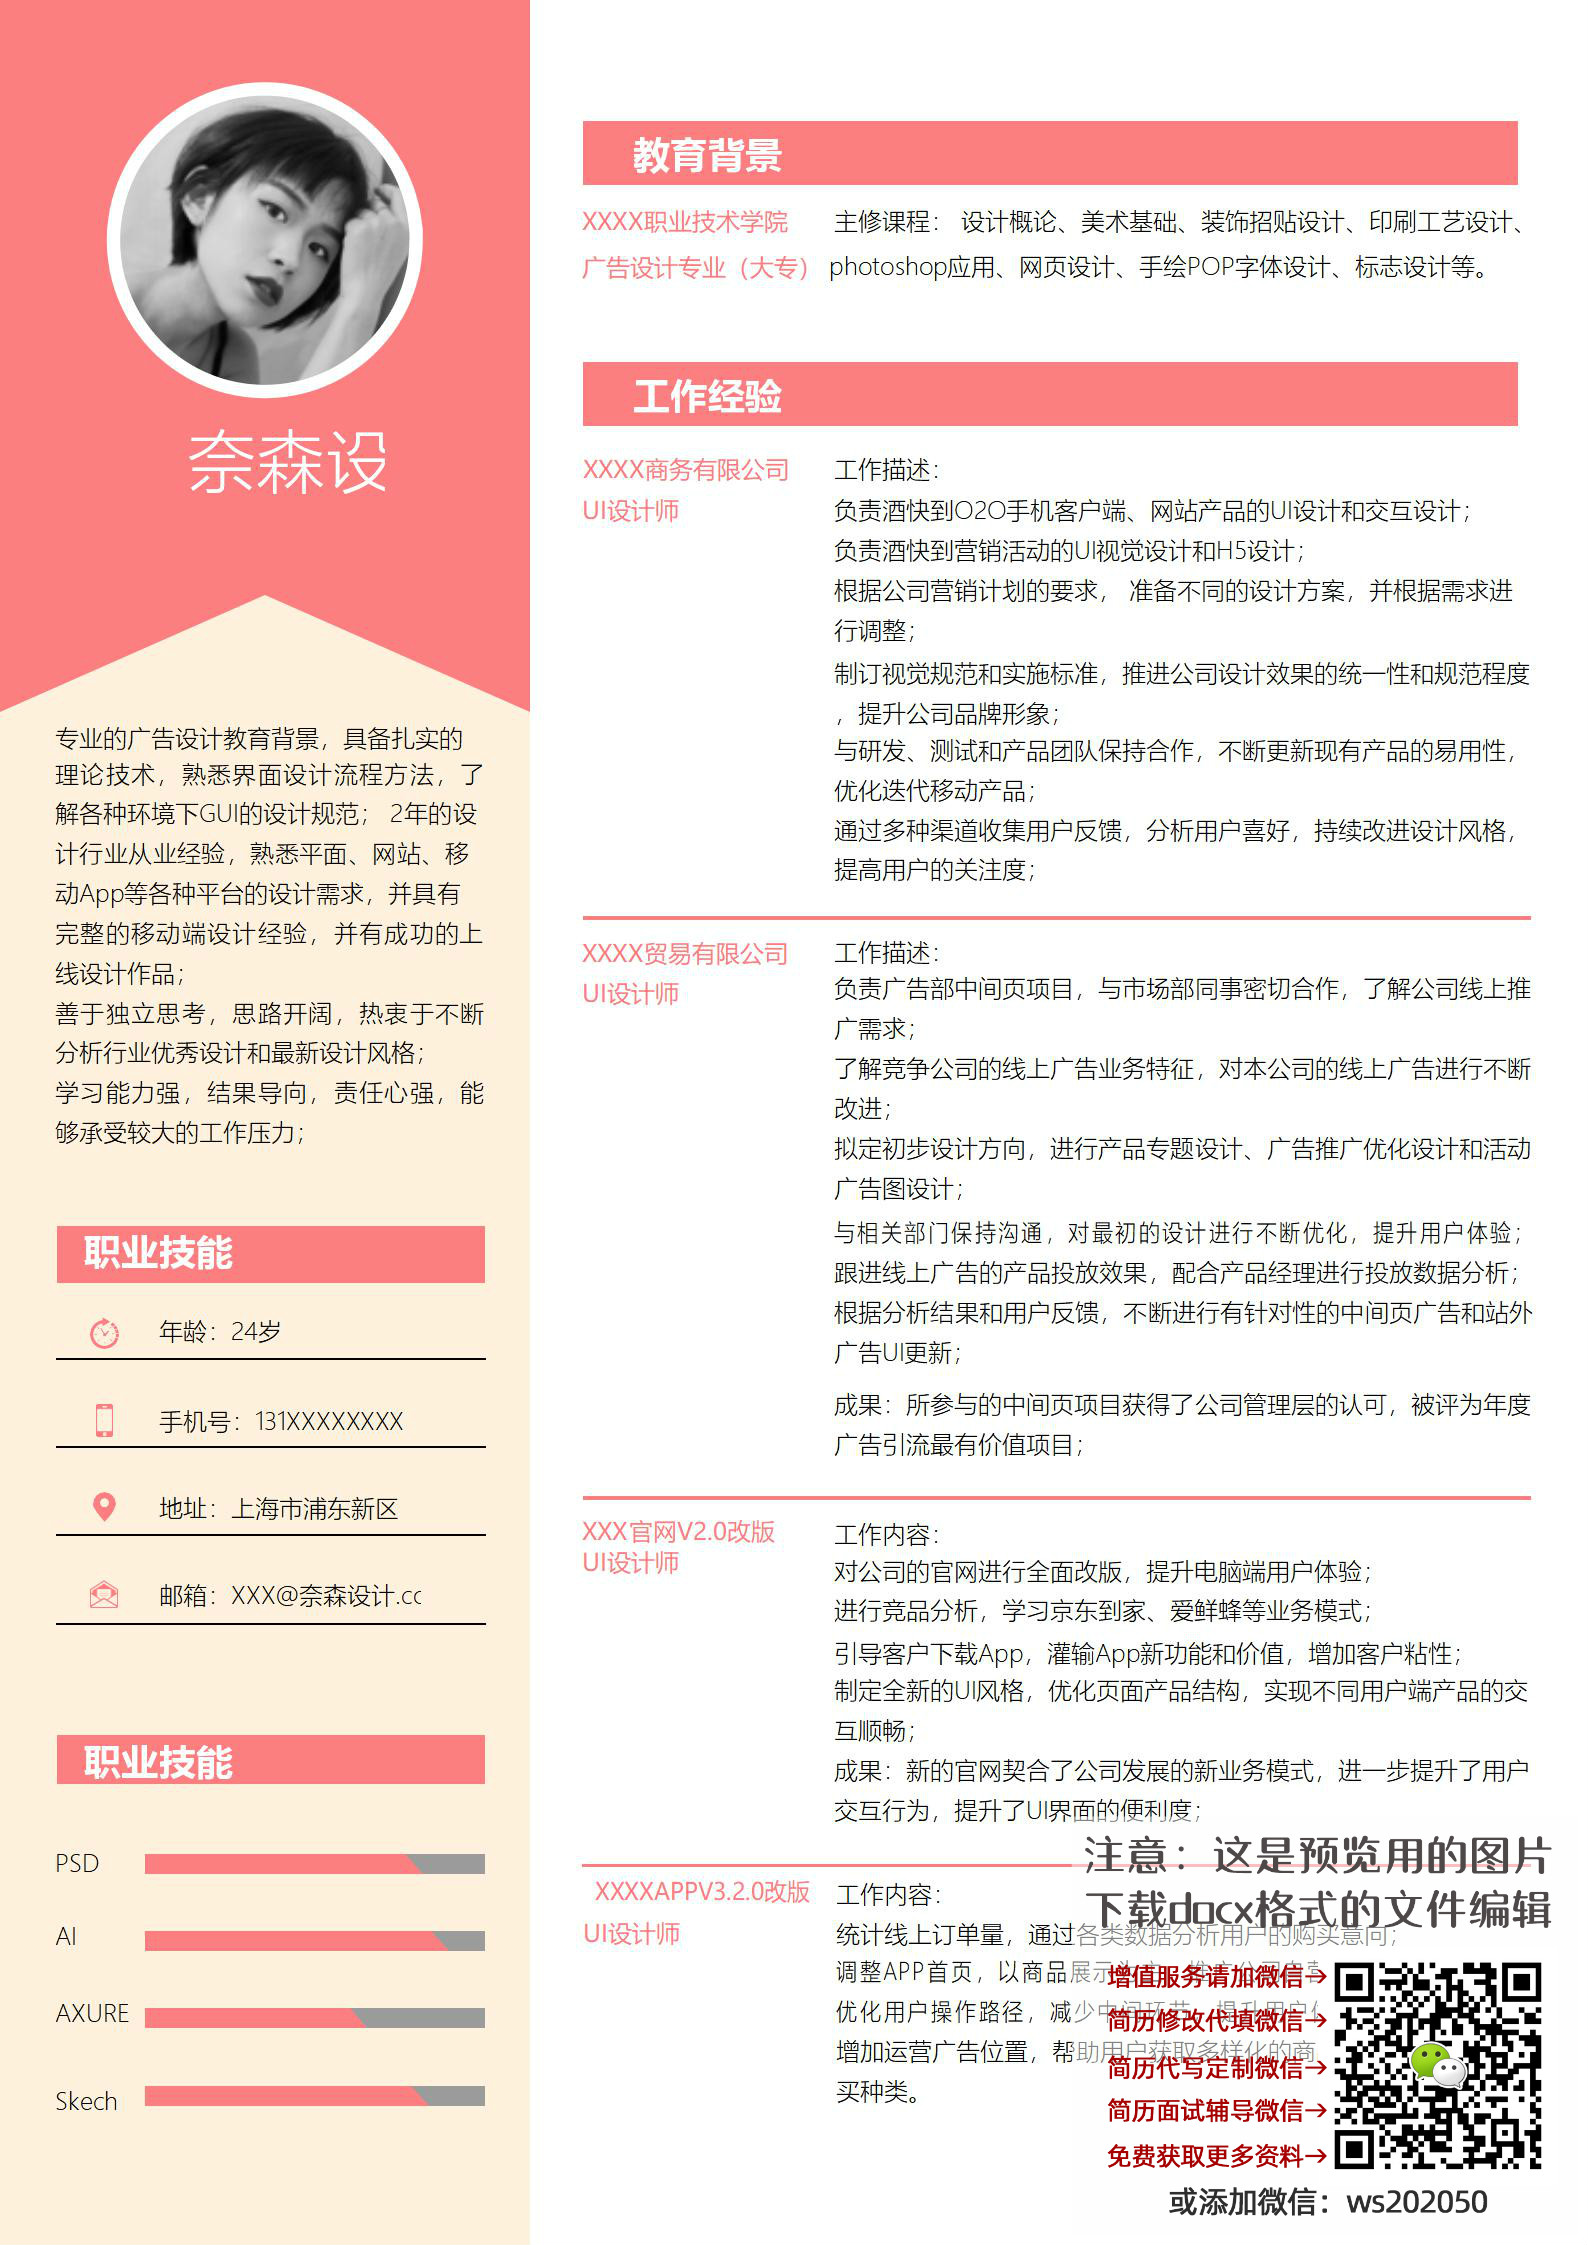 奈森设
专业的广告设计教育背景，具备扎实的
理论技术，熟悉界面设计流程方法，了
解各种环境下GUI的设计规范； 2年的设
计行业从业经验，熟悉平面、网站、移
动App等各种平台的设计需求，并具有
完整的移动端设计经验，并有成功的上
线设计作品；
善于独立思考，思路开阔，热衷于不断
分析行业优秀设计和最新设计风格；
学习能力强，结果导向，责任心强，能
够承受较大的工作压力；
职业技能
年龄：24岁
手机号：131XXXXXXXX
地址：上海市浦东新区
邮箱：XXX@奈森设计.cc
职业技能
PSD
AI
AXURE
Skech
教育背景
XXXX职业技术学院
广告设计专业（大专）
主修课程： 设计概论、美术基础、装饰招贴设计、印刷工艺设计、
photoshop应用、网页设计、手绘POP字体设计、标志设计等。
工作经验
XXXX商务有限公司
UI设计师
工作描述：
负责酒快到O2O手机客户端、网站产品的UI设计和交互设计；
负责酒快到营销活动的UI视觉设计和H5设计；
根据公司营销计划的要求， 准备不同的设计方案，并根据需求进
行调整；
制订视觉规范和实施标准，推进公司设计效果的统一性和规范程度
，提升公司品牌形象；
与研发、测试和产品团队保持合作，不断更新现有产品的易用性，
优化迭代移动产品；
通过多种渠道收集用户反馈，分析用户喜好，持续改进设计风格，
提高用户的关注度；
XXXX贸易有限公司
UI设计师
工作描述：
负责广告部中间页项目，与市场部同事密切合作，了解公司线上推
广需求；
了解竞争公司的线上广告业务特征，对本公司的线上广告进行不断
改进；
拟定初步设计方向，进行产品专题设计、广告推广优化设计和活动
广告图设计；
与相关部门保持沟通，对最初的设计进行不断优化，提升用户体验；
跟进线上广告的产品投放效果，配合产品经理进行投放数据分析；
根据分析结果和用户反馈，不断进行有针对性的中间页广告和站外
广告UI更新；
成果：所参与的中间页项目获得了公司管理层的认可，被评为年度
广告引流最有价值项目；
XXX官网V2.0改版
UI设计师
工作内容：
对公司的官网进行全面改版，提升电脑端用户体验；
进行竞品分析，学习京东到家、爱鲜蜂等业务模式；
引导客户下载App，灌输App新功能和价值，增加客户粘性；
制定全新的UI风格，优化页面产品结构，实现不同用户端产品的交
互顺畅；
成果：新的官网契合了公司发展的新业务模式，进一步提升了用户
交互行为，提升了UI界面的便利度；
XXXXAPPV3.2.0改版
UI设计师
工作内容：
统计线上订单量，通过各类数据分析用户的购买意向；
调整APP首页，以商品展示为主，推广公司自营
优化用户操作路径，减少中间环节，提升用户
增加运营广告位置，帮助用户获取多样化的商
买种类。
注意：这是预览用的图片
下载docx格式的文件编辑
增值服务请加微信→
简历修改代填微信→
简历代写定制微信→
简历面试辅导微信→
免费获取更多资料→
或添加微信：ws202050